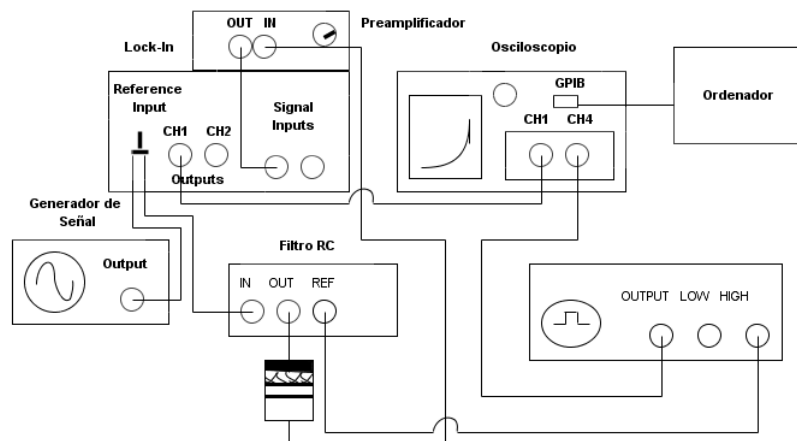 OUT IN
Preamplificador
Lock-In
Osciloscopio
Reference
Input
CH1 CH2
Outputs
Signal
Inputs
GPIB
CH1 CH4
Ordenador
Generador de
Señal
Output
Filtro RC
IN OUT REF
OUTPUT LOW HIGH